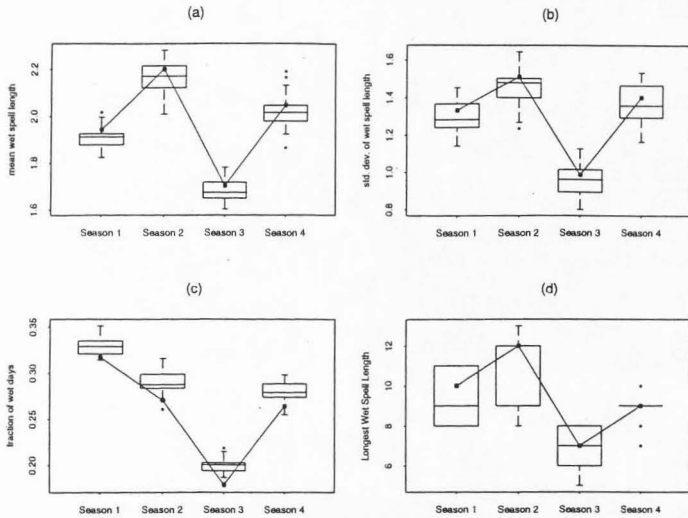 (a)
mean wet spell length
2.2
2.0
1.8
1.6
Season 1 Season 2 Season 3 Season 4
(b)
std. dev. of wet spell length
1.6
1.4
1.2
1.0
0.8
Season 1 Season 2 Season 3 Season 4
(c)
fraction of wet days
0.35
0.30
0.25
0.20
Season 1 Season 2 Season 3 Season 4
(d)
Longest Wet Spell Length
12
10
8
6
Season 1 Season 2 Season 3 Season 4